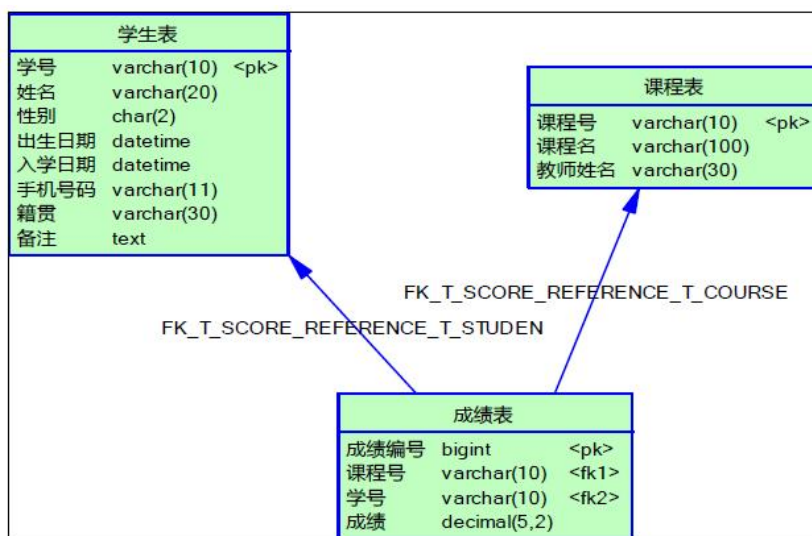 学生表
学号 varchar(10) <pk>
姓名 varchar(20)
性别 char(2)
出生日期 datetime
入学日期 datetime
手机号码 varchar(11)
籍贯 varchar(30)
备注 text
课程表
课程号 varchar(10) <pk>
课程名 varchar(100)
教师姓名 varchar(30)
FK_T_SCORE_REFERENCE_T_COURSE
FK_T_SCORE_REFERENCE_T_STUDEN
成绩表
成绩编号 bigint <pk>
课程号 varchar(10) <fk1>
学号 varchar(10) <fk2>
成绩 decimal(5,2)